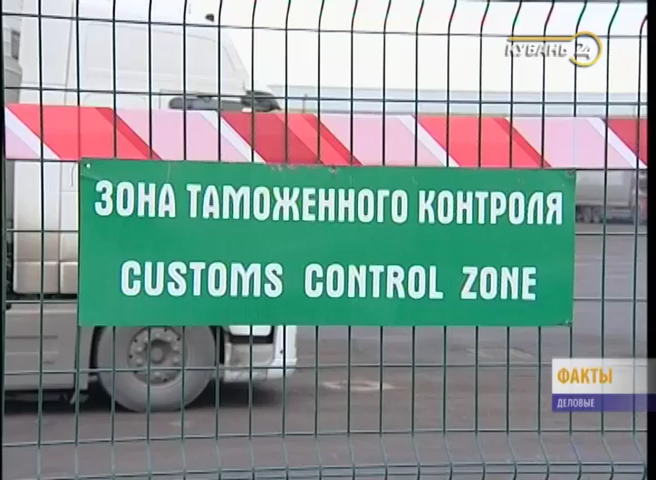 КУБАНЬ 24
ЗОНА ТАМОЖЕННОГО КОНТРОЛЯ
CUSTOMS CONTROL ZONE
ФАКТЫ
ДЕЛОВЫЕ